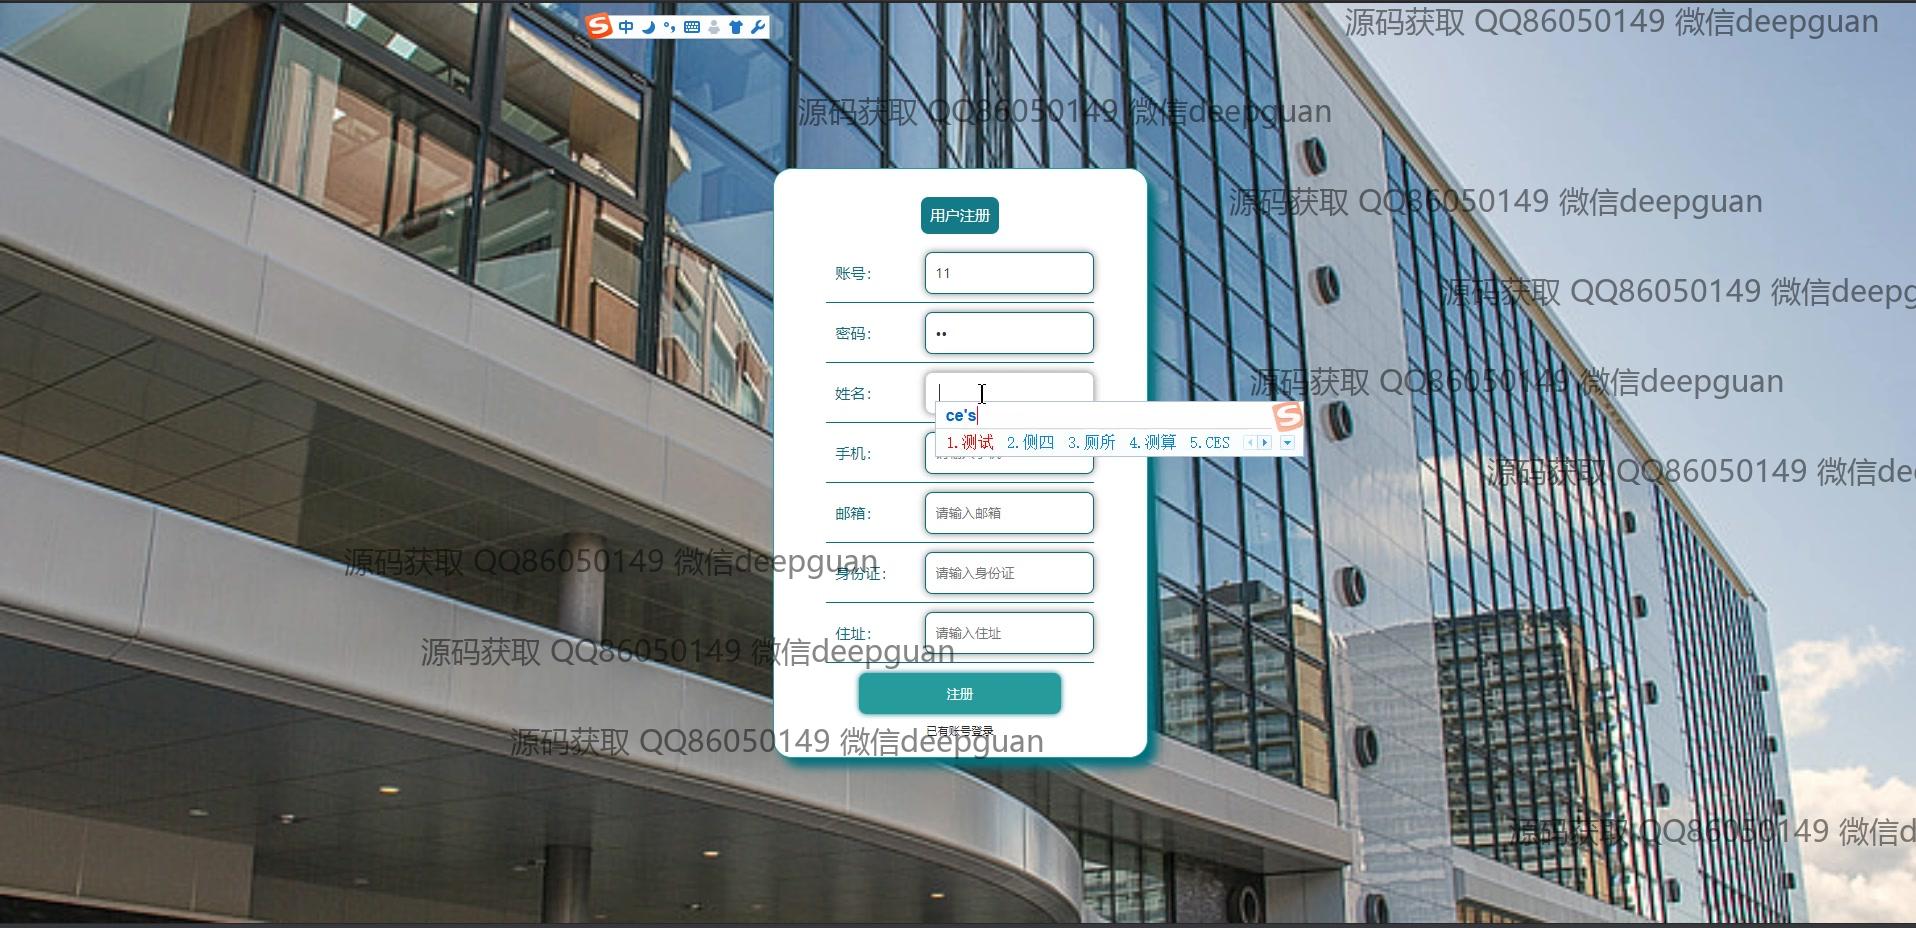 中
源码获取 QQ86050149 微信deepguan
源码获取 QQ86050149 微信deepguan
源码获取 QQ86050149 微信deepguan
用户注册
账号: 11
源码获取 QQ86050149 微信deepg
密码: ••
源码获取 QQ86050149 微信deepguan
姓名:
ce's
1.测试 2.侧四 3.厕所 4.测算 5.CES
手机:
源码获取 QQ86050149 微信de
邮箱: 请输入邮箱
源码获取 QQ86050149 微信deepguan
身份证: 请输入身份证
住址: 请输入住址
源码获取 QQ86050149 微信deepguan
注册
已有账号登录
源码获取 QQ86050149 微信deepguan
源码获取 QQ86050149 微信d